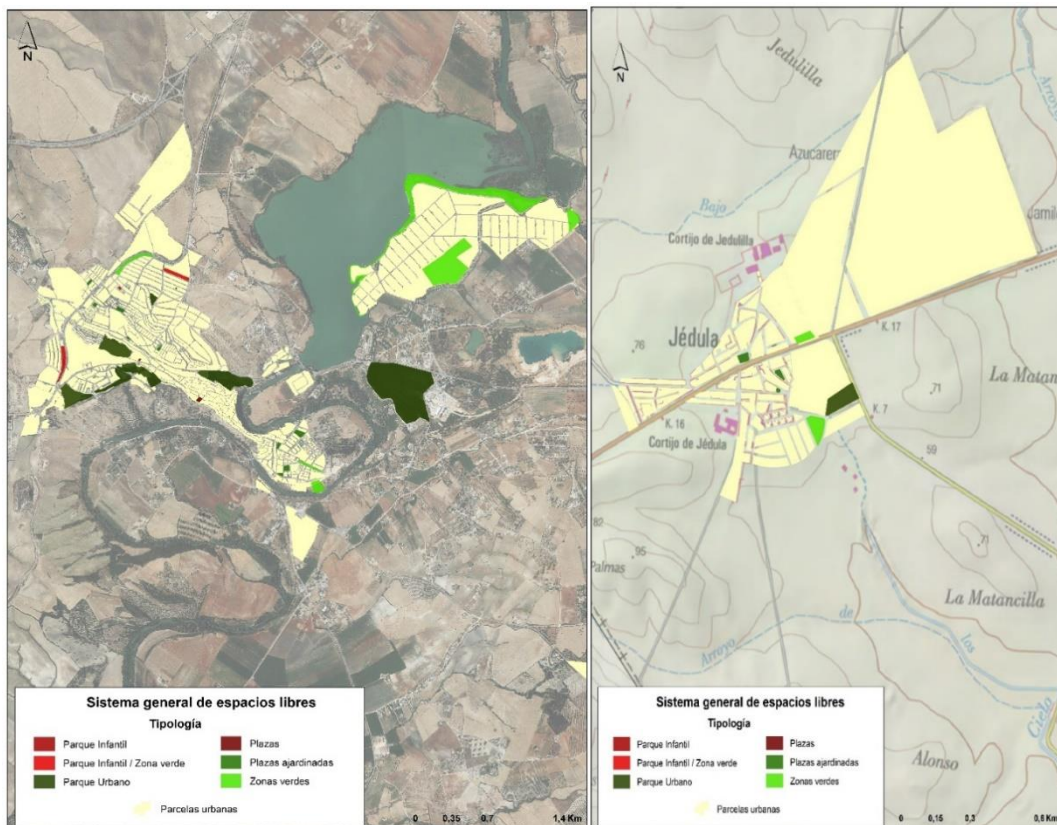 N
Sistema general de espacios libres
Tipología
Parque Infantil
Parque Infantil / Zona verde
Parque Urbano
Plazas
Plazas ajardinadas
Zonas verdes
Parcelas urbanas
0 0,35 0,7 1,4 Km
N
Jedulilla
Azucarera
Bajo
Cortijo de Jedulilla
Jédula
K. 17
76
La Matan
71
K. 7
K. 16
Cortijo de Jédula
59
82
95
Palmas
71
La Matancilla
Arroyo de los
Alonso
Sistema general de espacios libres
Tipología
Parque Infantil
Parque Infantil / Zona verde
Parque Urbano
Plazas
Plazas ajardinadas
Zonas verdes
Parcelas urbanas
0 0,15 0,3 0,6 Km